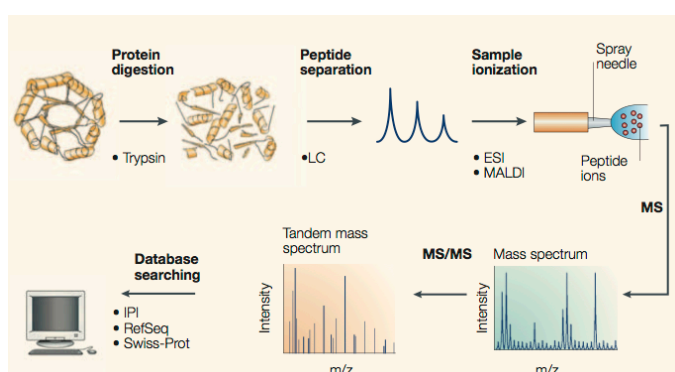 Protein
digestion
• Trypsin
Peptide
separation
•LC
Sample
ionization
• ESI
• MALDI
Spray
needle
Peptide
ions
MS
Mass spectrum
Intensity
m/z
MS/MS
Tandem mass
spectrum
Intensity
m/z
Database
searching
• IPI
• RefSeq
• Swiss-Prot